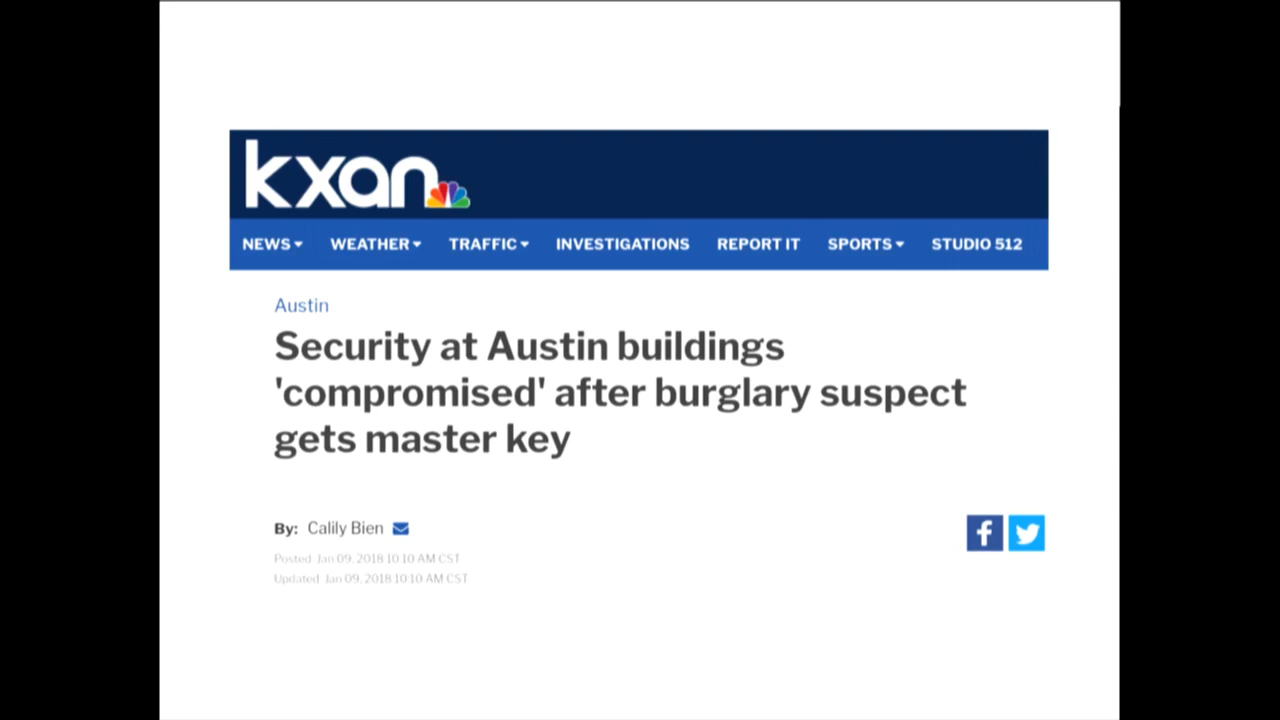 kxan
NEWS WEATHER TRAFFIC INVESTIGATIONS REPORT IT SPORTS STUDIO 512
Austin
Security at Austin buildings
'compromised' after burglary suspect
gets master key
By: Calily Bien
Posted: Jan 09, 2018 10:10 AM CST
Updated: Jan 09, 2018 10:10 AM CST